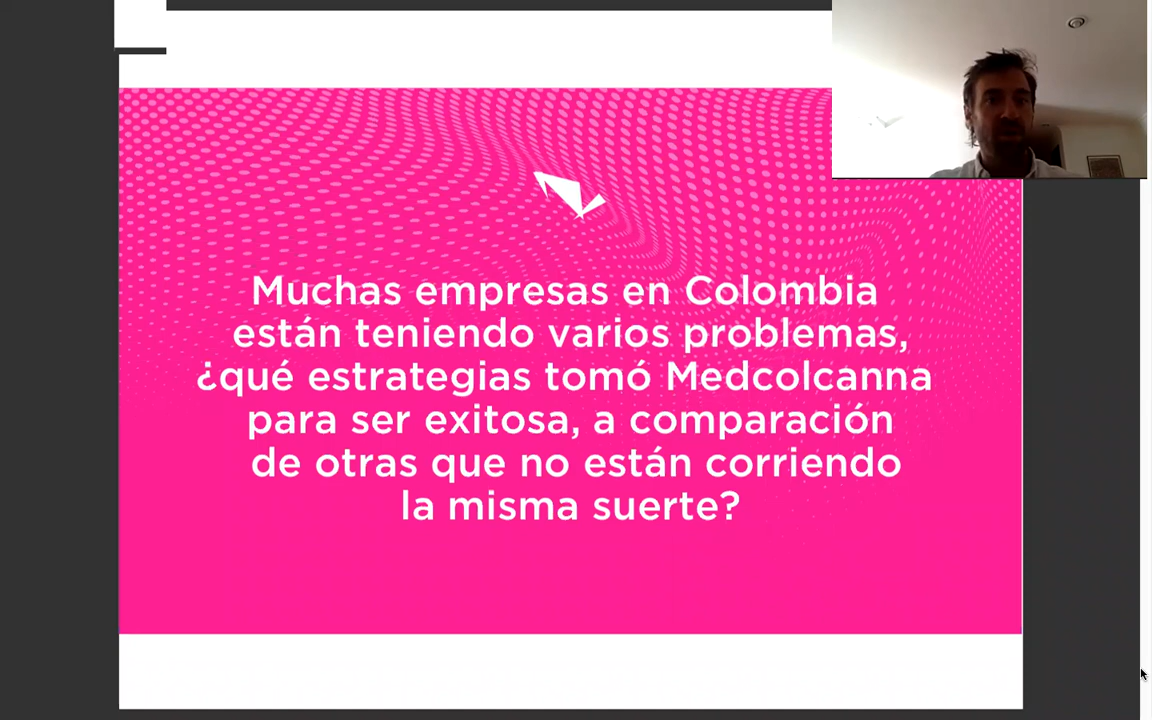 Muchas empresas en Colombia
están teniendo varios problemas,
¿qué estrategias tomó Medcolcanna
para ser exitosa, a comparación
de otras que no están corriendo
la misma suerte?